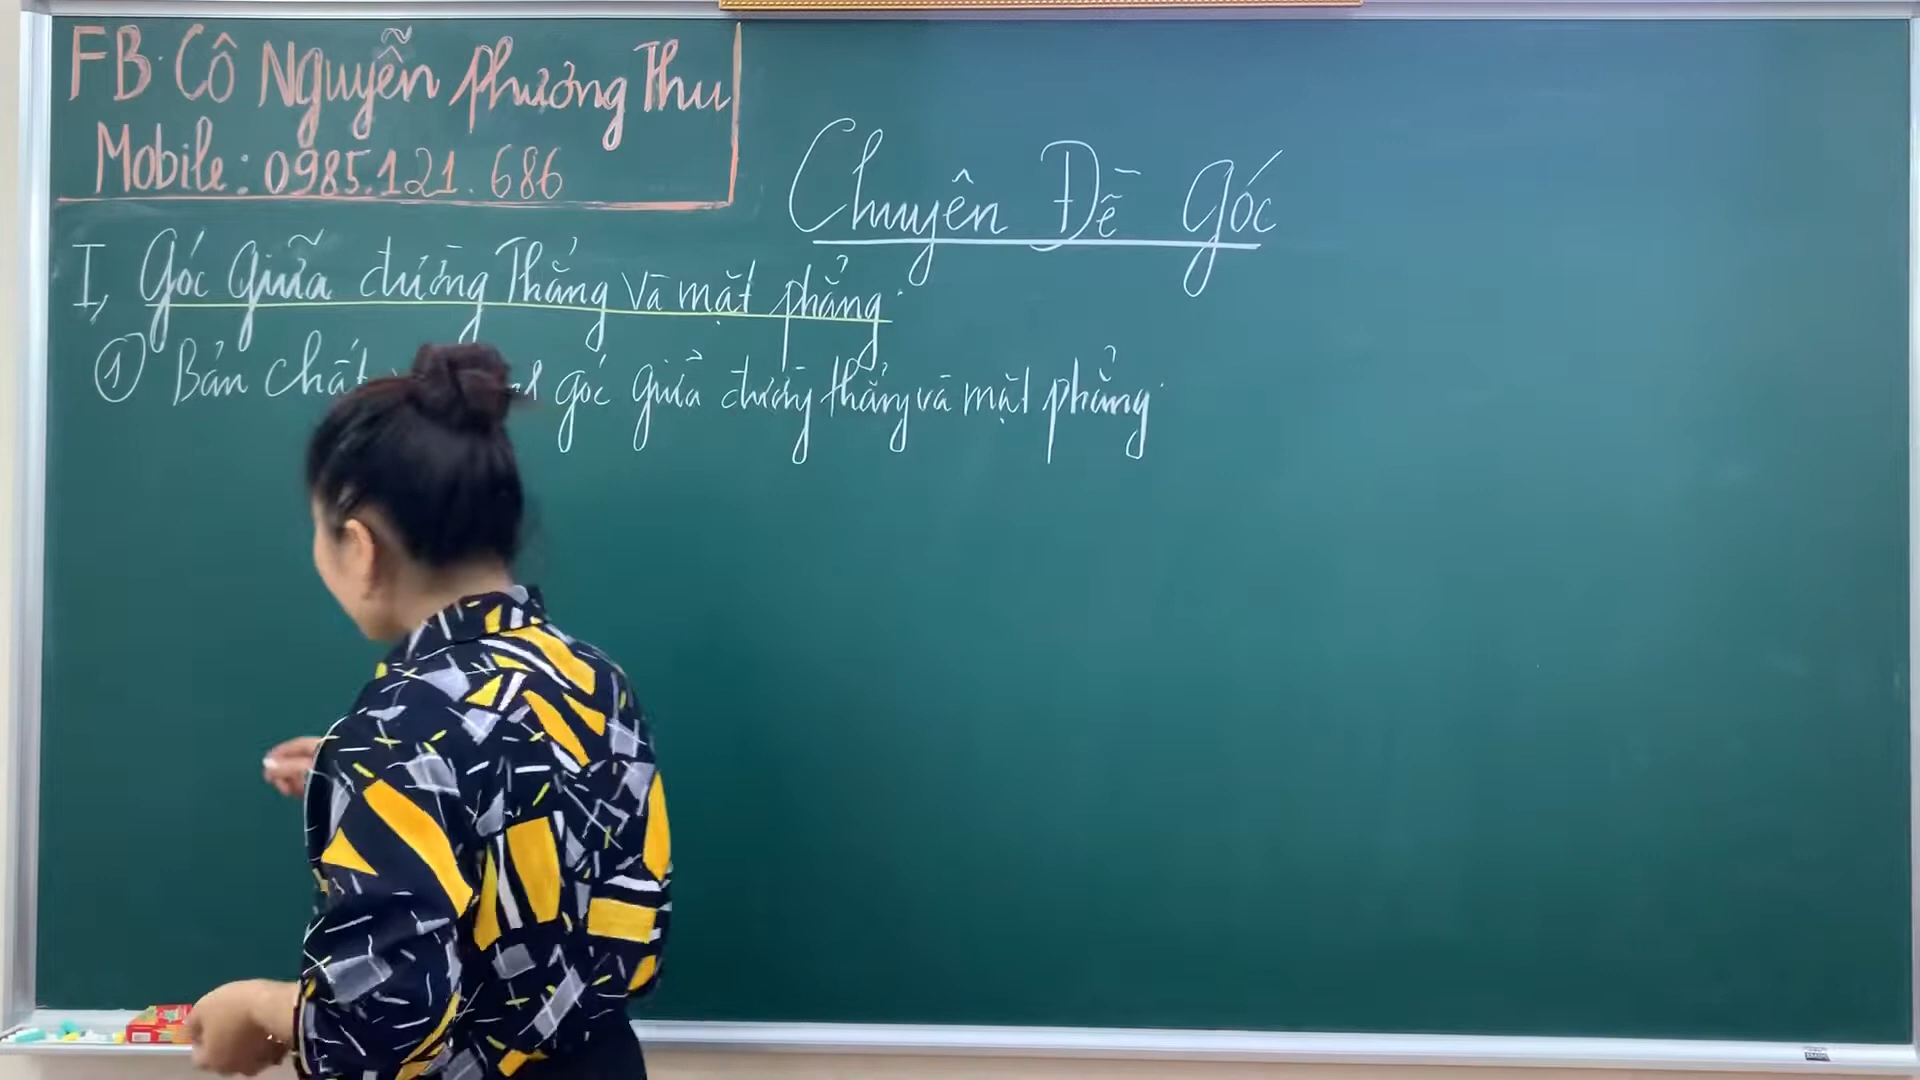 FB: Cô Nguyễn Phương Thu
Mobile: 0985.121.686
Chuyên Đề Góc
I, Góc giữa đường thẳng và mặt phẳng.
① Bản chất góc giữa đường thẳng và mặt phẳng.